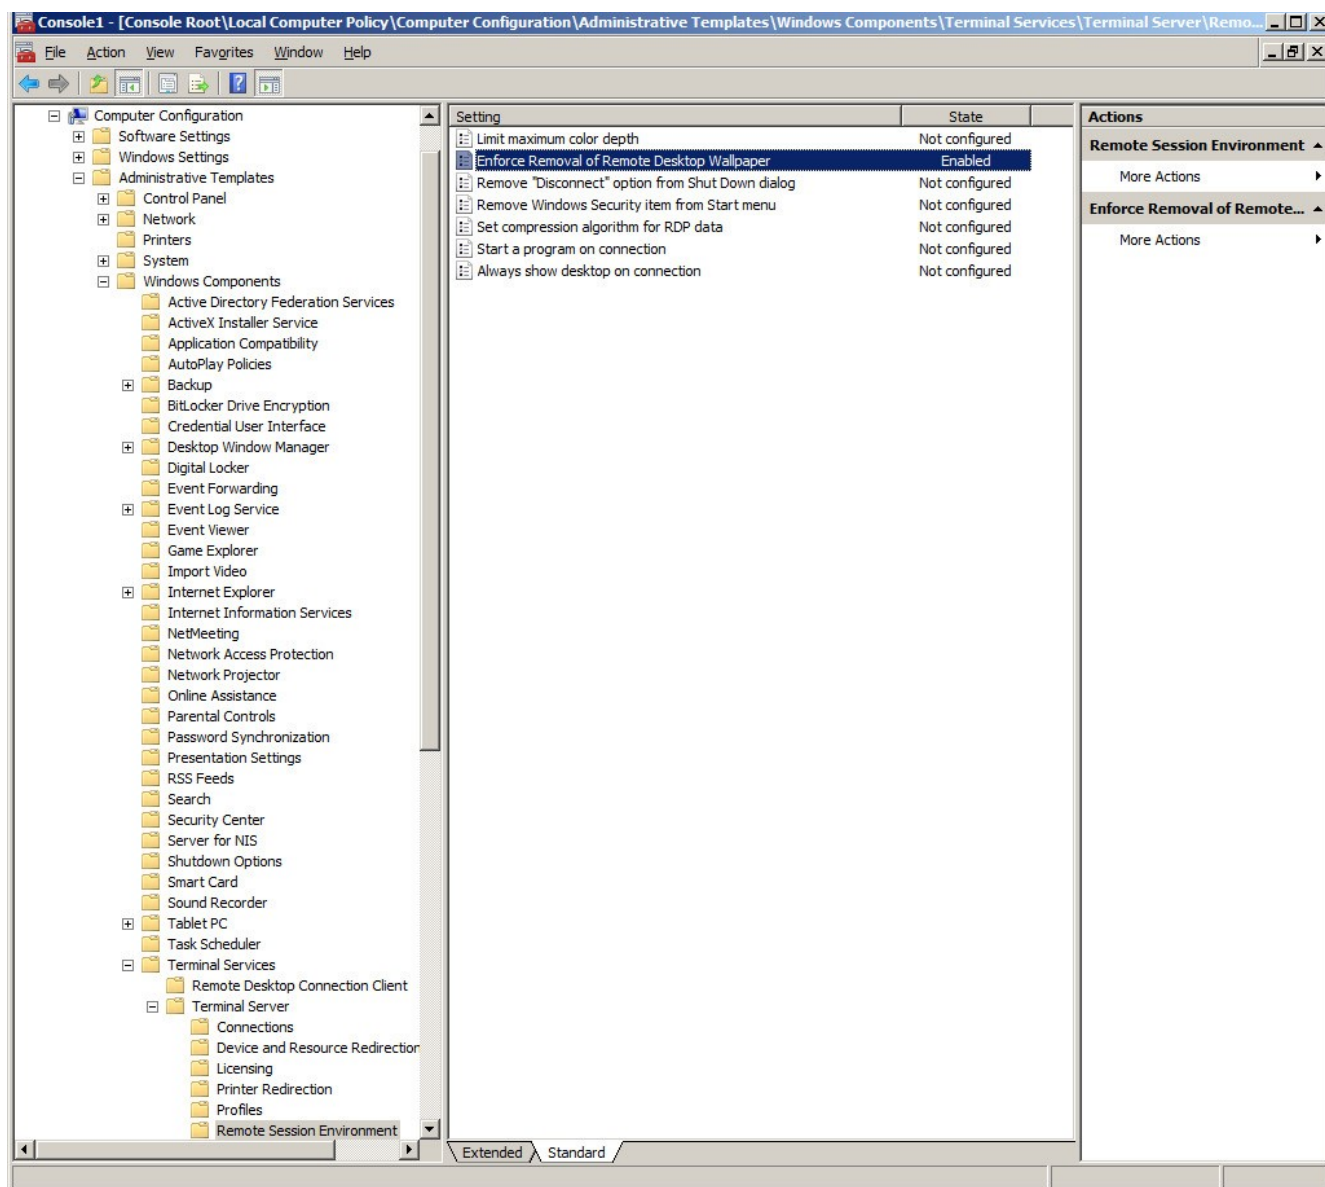 Console1 - [Console Root\Local Computer Policy\Computer Configuration\Administrative Templates\Windows Components\Terminal Services\Terminal Server\Remo...
File Action View Favorites Window Help
Computer Configuration
Software Settings
Windows Settings
Administrative Templates
Control Panel
Network
Printers
System
Windows Components
Active Directory Federation Services
ActiveX Installer Service
Application Compatibility
AutoPlay Policies
Backup
BitLocker Drive Encryption
Credential User Interface
Desktop Window Manager
Digital Locker
Event Forwarding
Event Log Service
Event Viewer
Game Explorer
Import Video
Internet Explorer
Internet Information Services
NetMeeting
Network Access Protection
Network Projector
Online Assistance
Parental Controls
Password Synchronization
Presentation Settings
RSS Feeds
Search
Security Center
Server for NIS
Shutdown Options
Smart Card
Sound Recorder
Tablet PC
Task Scheduler
Terminal Services
Remote Desktop Connection Client
Terminal Server
Connections
Device and Resource Redirection
Licensing
Printer Redirection
Profiles
Remote Session Environment
Setting State
Limit maximum color depth Not configured
Enforce Removal of Remote Desktop Wallpaper Enabled
Remove "Disconnect" option from Shut Down dialog Not configured
Remove Windows Security item from Start menu Not configured
Set compression algorithm for RDP data Not configured
Start a program on connection Not configured
Always show desktop on connection Not configured
Extended Standard
Actions
Remote Session Environment
More Actions
Enforce Removal of Remote...
More Actions